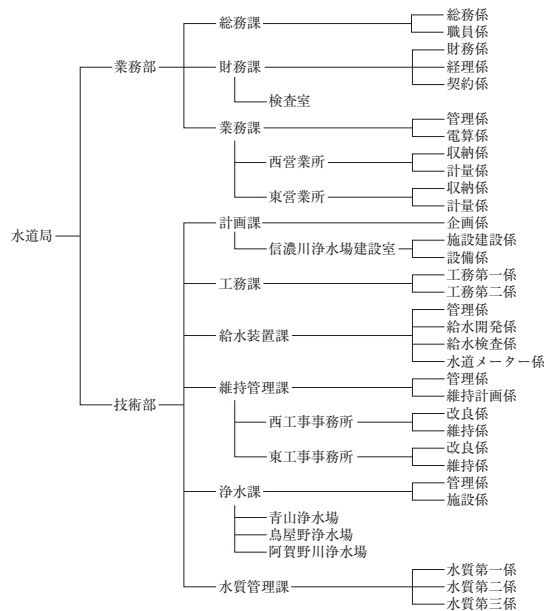 水道局
業務部
総務課
総務係
職員係
財務課
財務係
経理係
契約係
検査室
業務課
管理係
電算係
西営業所
収納係
計量係
東営業所
収納係
計量係
技術部
計画課
企画係
信濃川浄水場建設室
施設建設係
設備係
工務課
工務第一係
工務第二係
給水装置課
管理係
給水開発係
給水検査係
水道メーター係
維持管理課
管理係
維持計画係
西工事事務所
改良係
維持係
東工事事務所
改良係
維持係
浄水課
管理係
施設係
青山浄水場
鳥屋野浄水場
阿賀野川浄水場
水質管理課
水質第一係
水質第二係
水質第三係